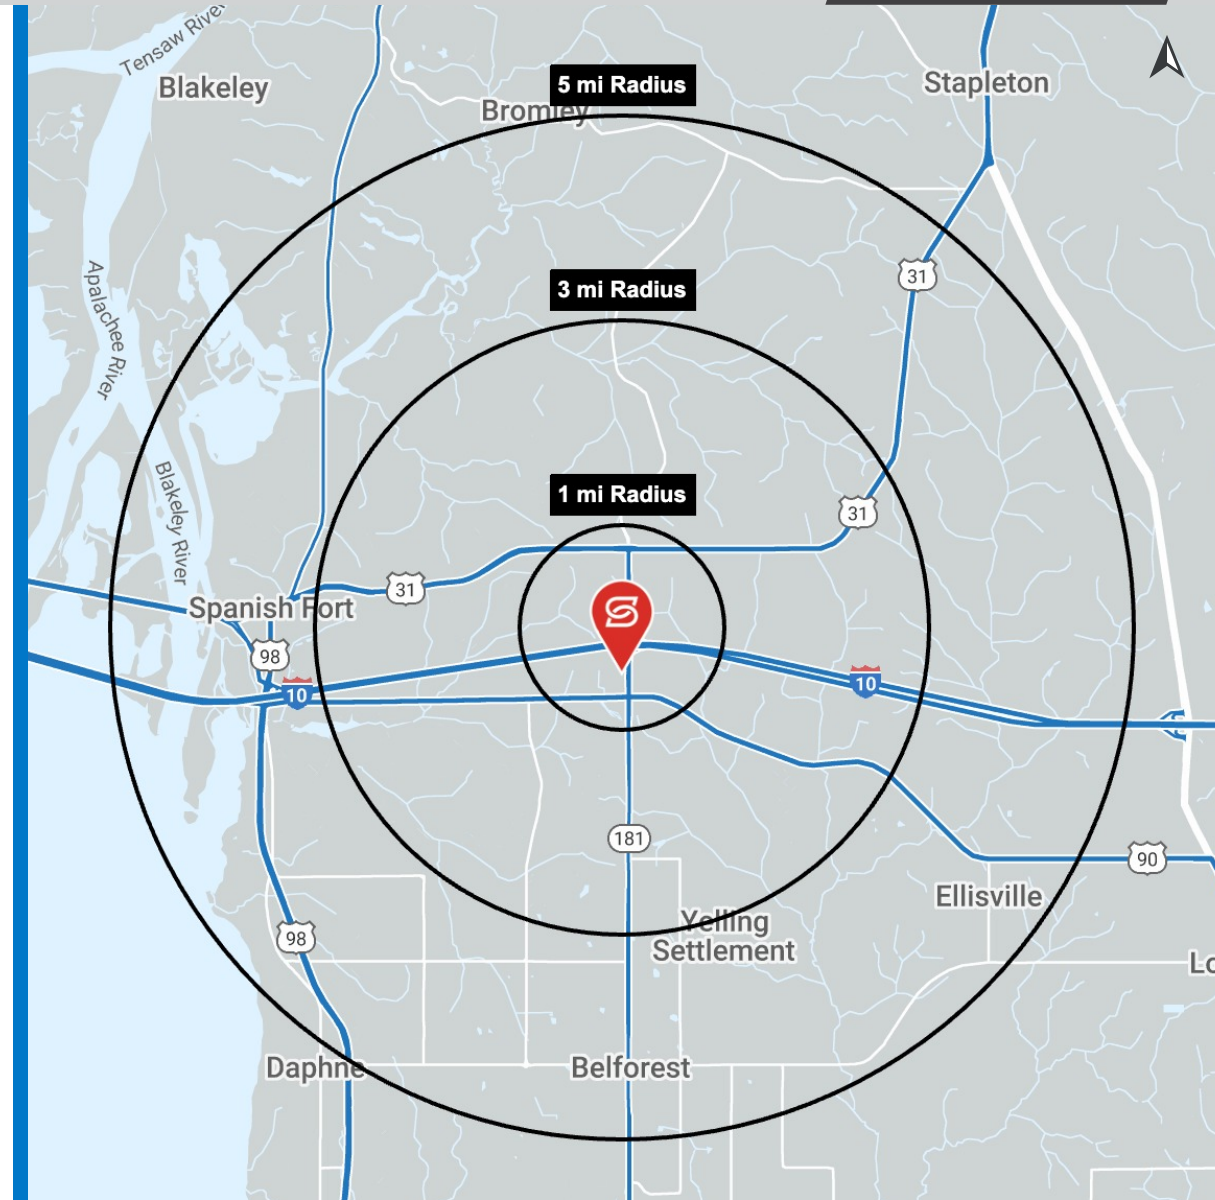 Tensaw River
Blakeley
5 mi Radius
Bromley
Stapleton
31
3 mi Radius
Apalachee River
1 mi Radius
31
Blakeley River
31
Spanish Fort
98
10
10
181
90
Ellisville
98
Yelling
Settlement
Lo
Daphne
Belforest